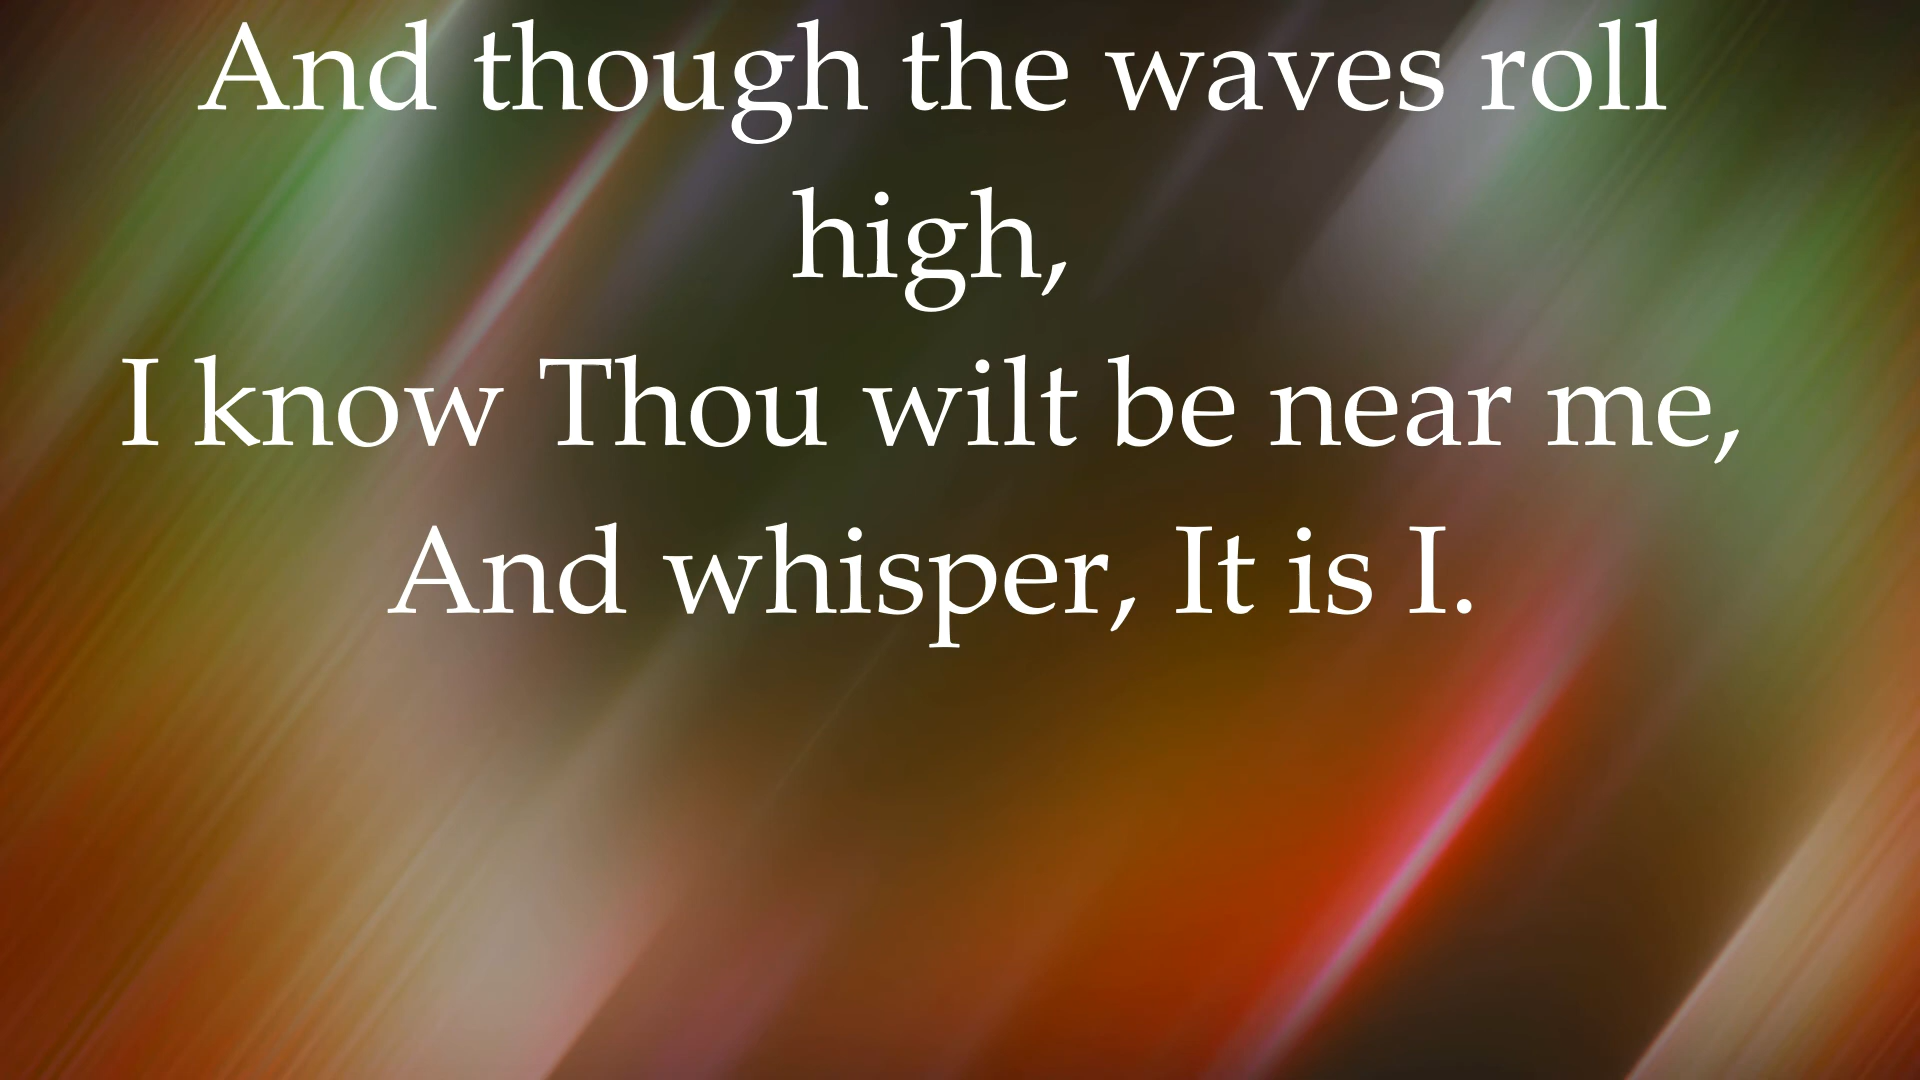 And though the waves roll
high,
I know Thou wilt be near me,
And whisper, It is I.